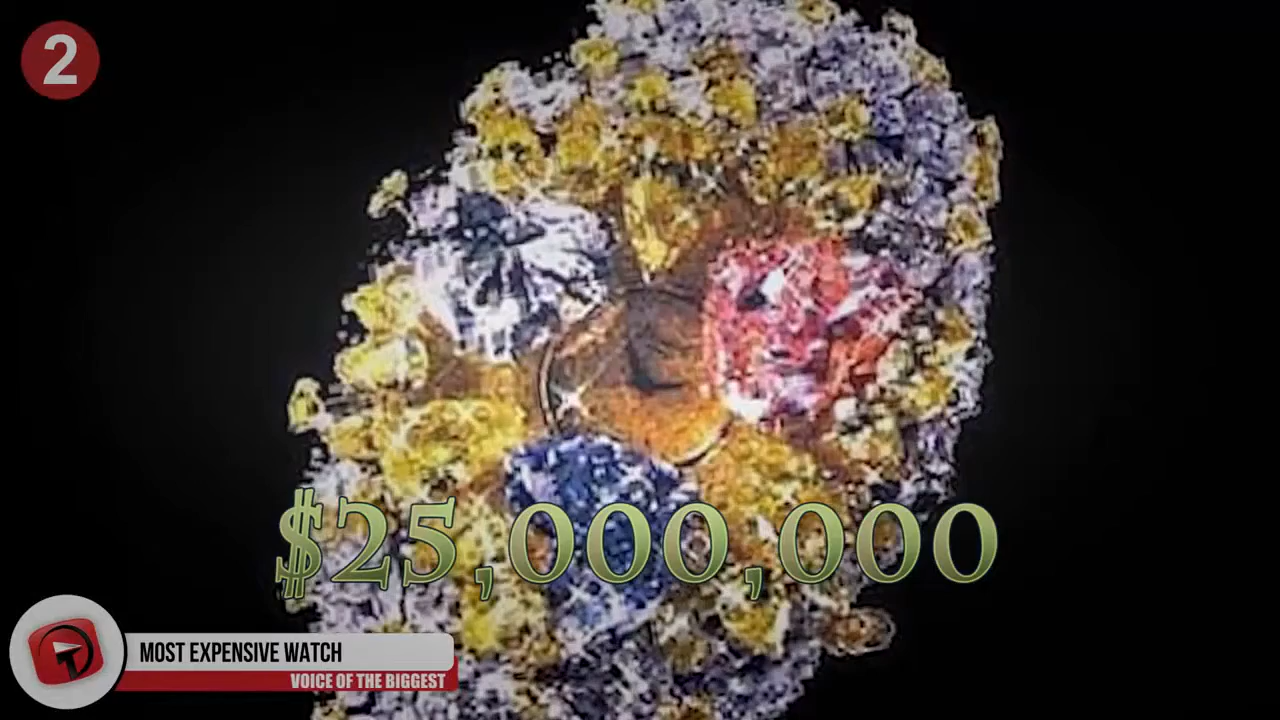 2
$25,000,000
MOST EXPENSIVE WATCH
VOICE OF THE BIGGEST